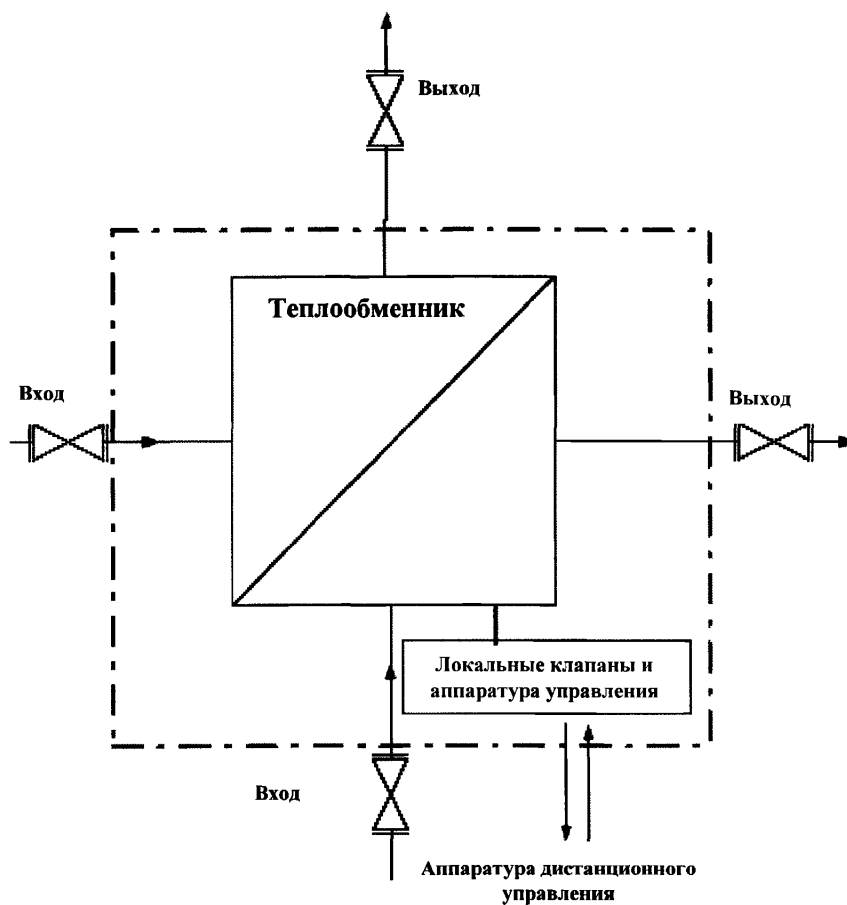 Выход
Теплообменник
Вход
Выход
Локальные клапаны и
аппаратура управления
Вход
Аппаратура дистанционного
управления